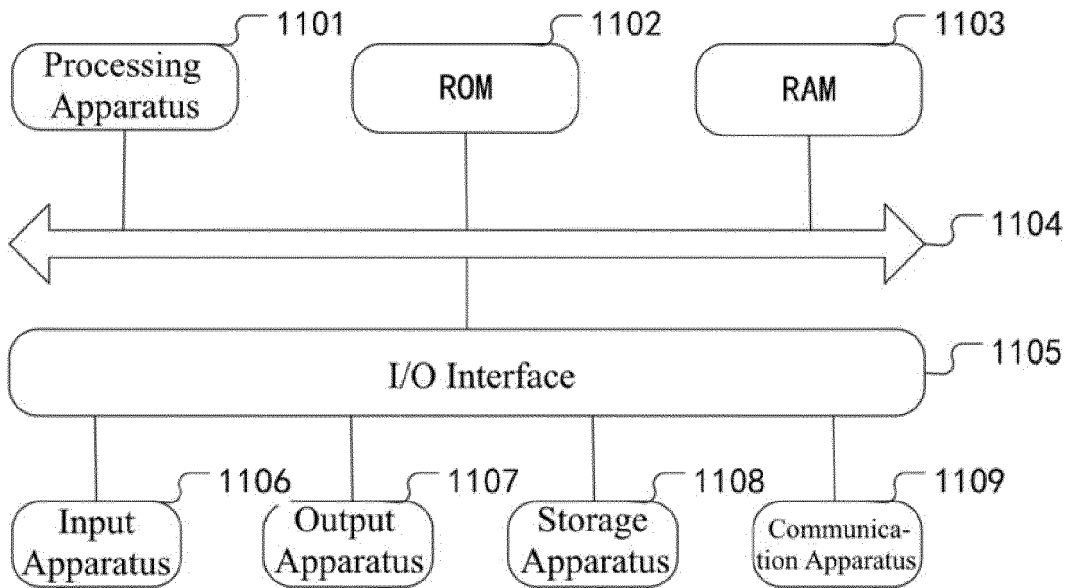 1101
1102
1103
Processing
Apparatus
ROM
RAM
1104
1105
I/O Interface
1106
1107
1108
1109
Input
Apparatus
Output
Apparatus
Storage
Apparatus
Communica-
tion Apparatus